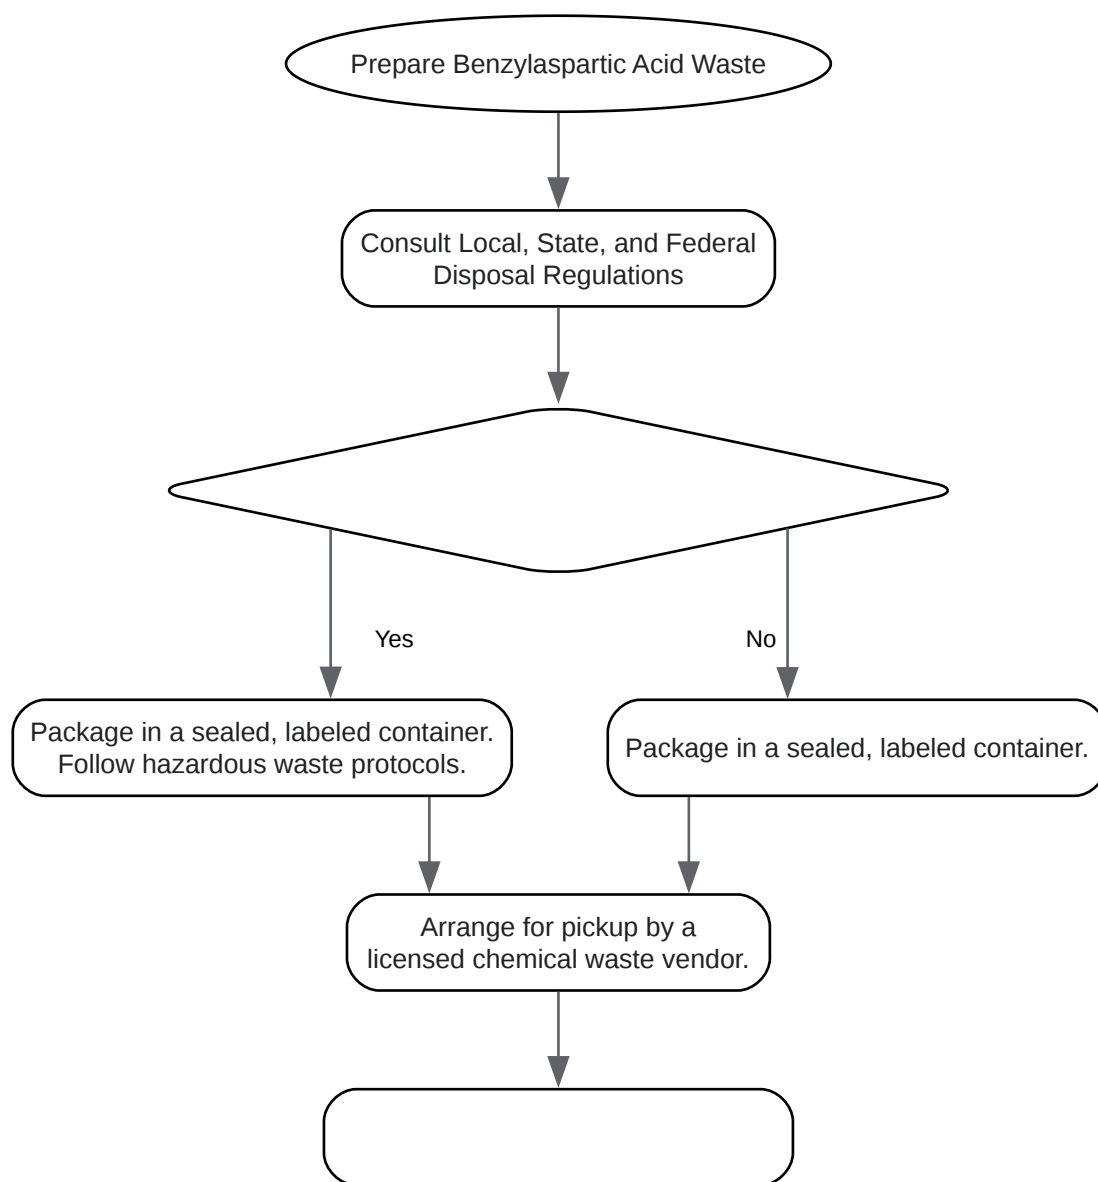 Prepare Benzylaspartic Acid Waste
Consult Local, State, and Federal
Disposal Regulations
Yes
No
Package in a sealed, labeled container.
Follow hazardous waste protocols.
Package in a sealed, labeled container.
Arrange for pickup by a
licensed chemical waste vendor.